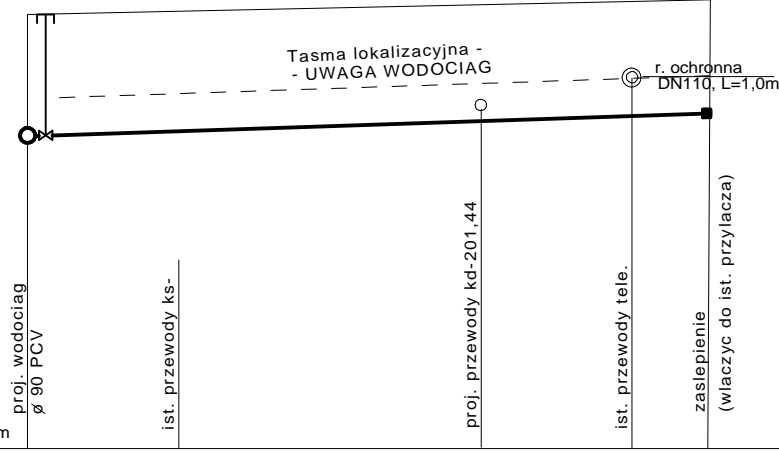 Tasma lokalizacyjna -
- UWAGA WODOCIAG
r. ochronna
DN110, L=1,0m
proj. wodociag
ø 90 PCV
ist. przewody ks-
proj. przewody kd-201,44
ist. przewody tele.
zaslepienie
(wlaczyc do ist. przylacza)
m